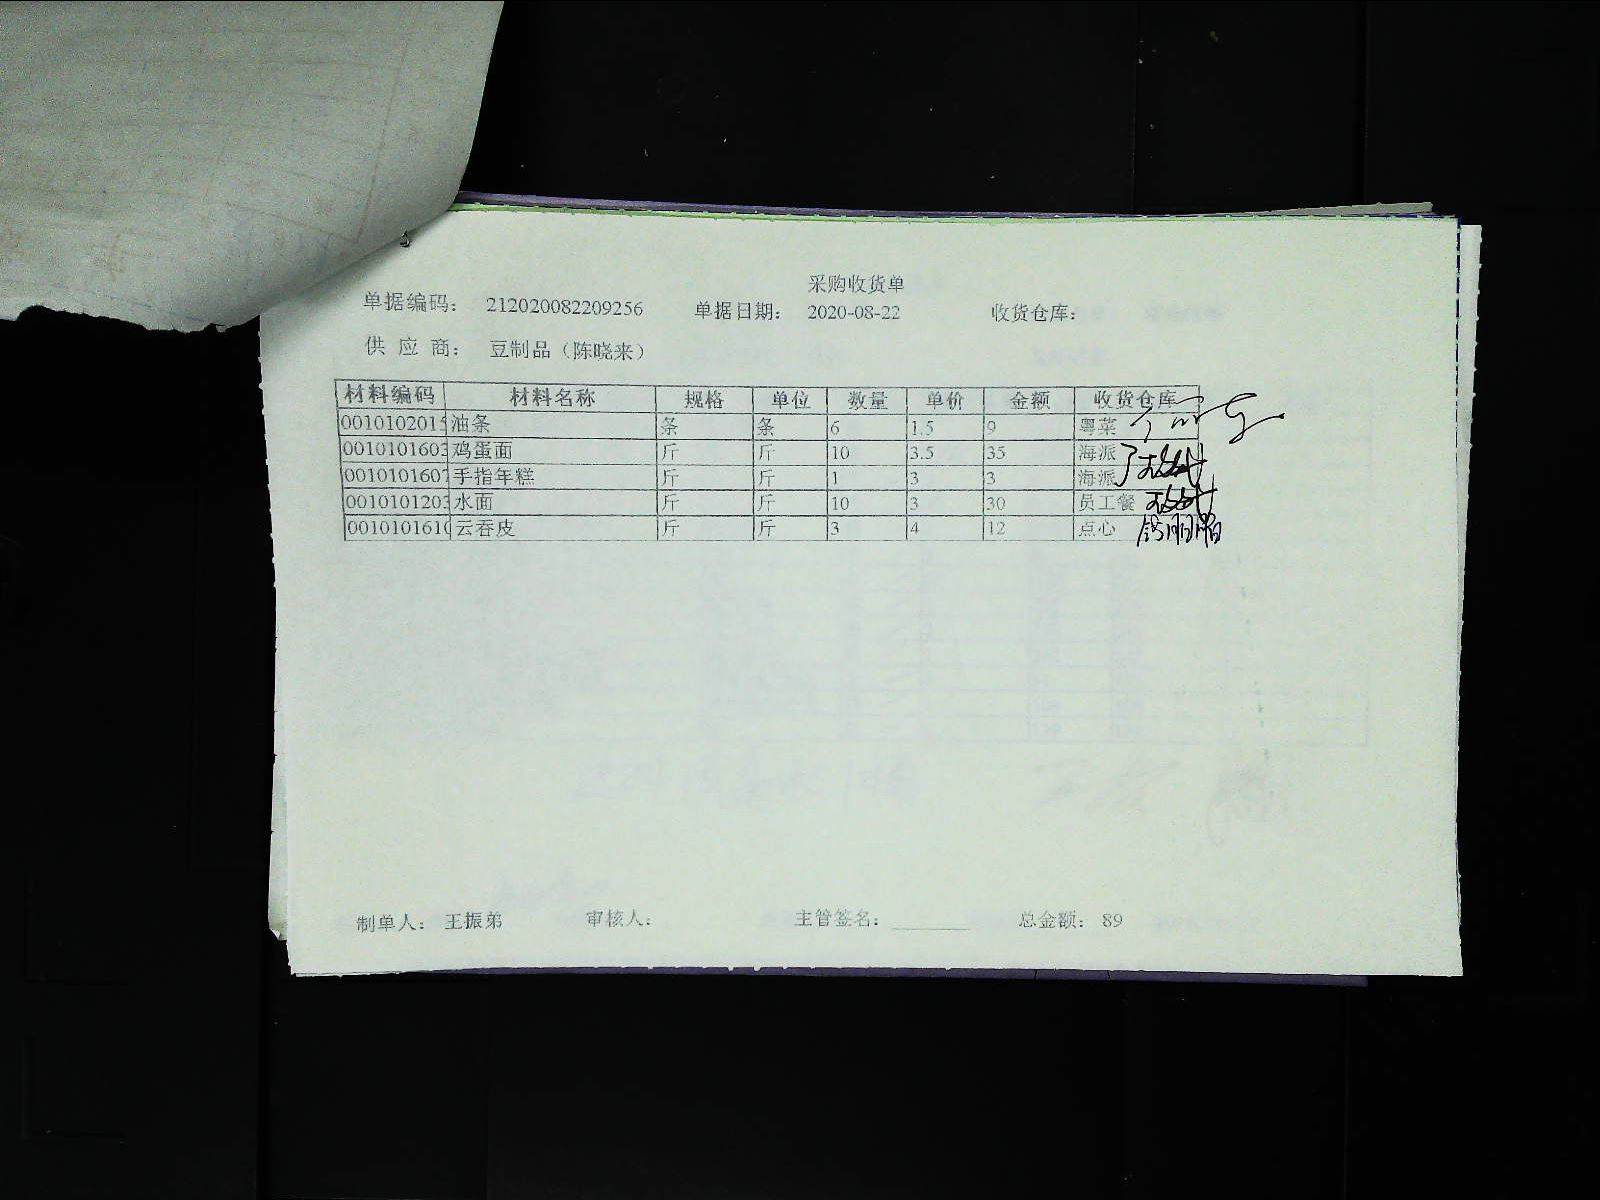 采购收货单
单据编码： 212020082209256 单据日期： 2020-08-22 收货仓库：
供 应 商： 豆制品（陈晓来）
材料编码 材料名称 规格 单位 数量 单价 金额 收货仓库
001010201 油条 条 条 6 1.5 9 粤菜
001010160 鸡蛋面 斤 斤 10 3.5 35 海派
001010160 手指年糕 斤 斤 1 3 3 海派
001010120 水面 斤 斤 10 3 30 员工餐
001010161 云吞皮 斤 斤 3 4 12 点心
制单人： 王振弟 审核人： 主管签名： 总金额： 89